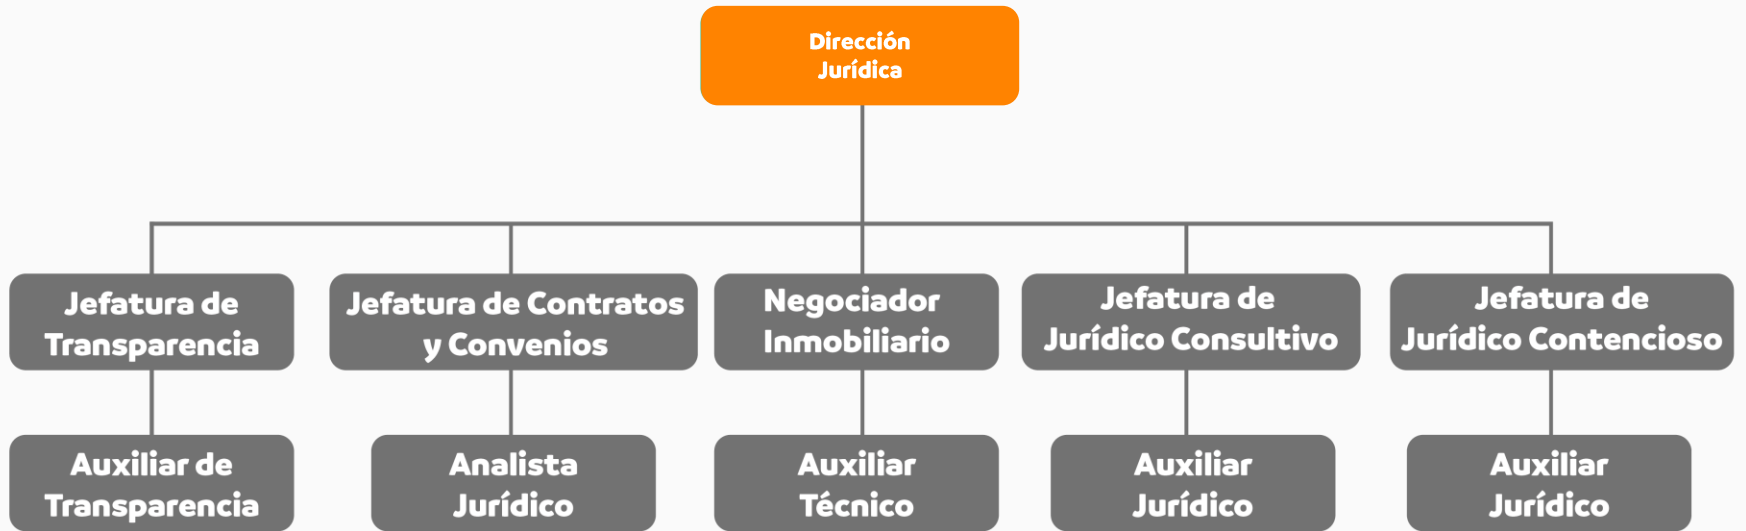 Dirección
Jurídica
Jefatura de
Transparencia
Jefatura de Contratos
y Convenios
Negociador
Inmobiliario
Jefatura de
Jurídico Consultivo
Jefatura de
Jurídico Contencioso
Auxiliar de
Transparencia
Analista
Jurídico
Auxiliar
Técnico
Auxiliar
Jurídico
Auxiliar
Jurídico